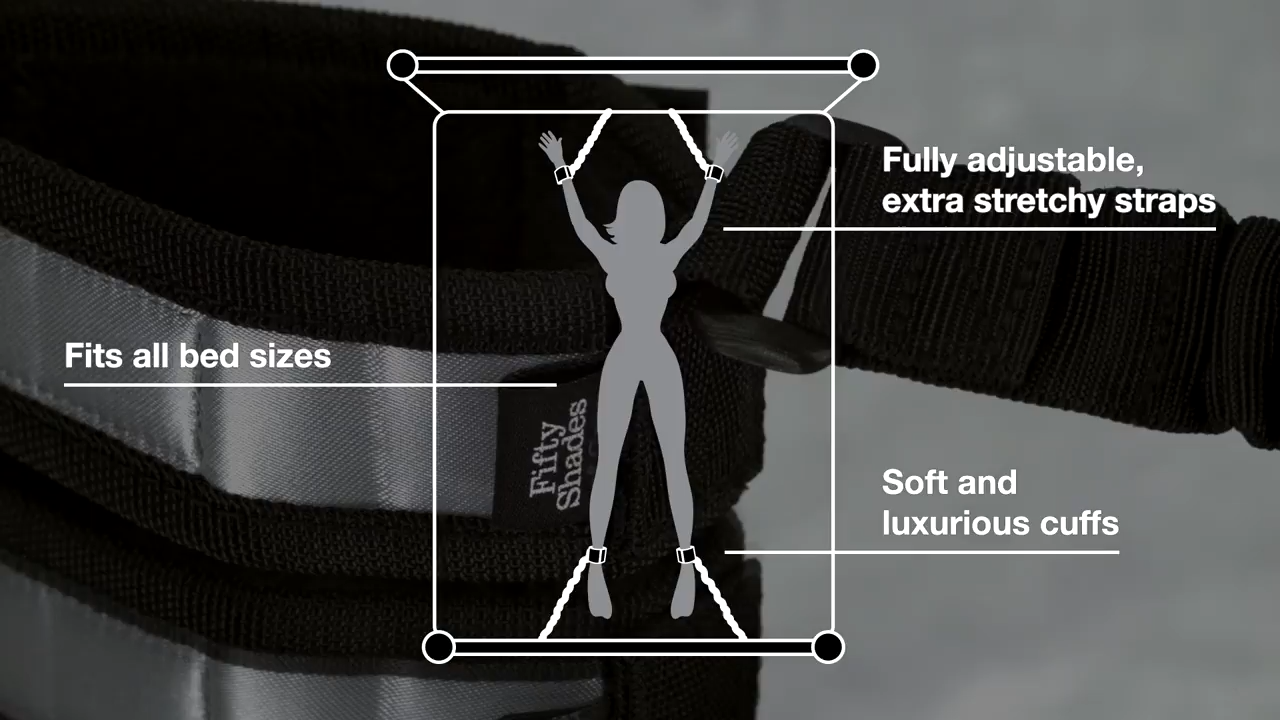 Fully adjustable,
extra stretchy straps
Fits all bed sizes
Fifty
Shades
Soft and
luxurious cuffs